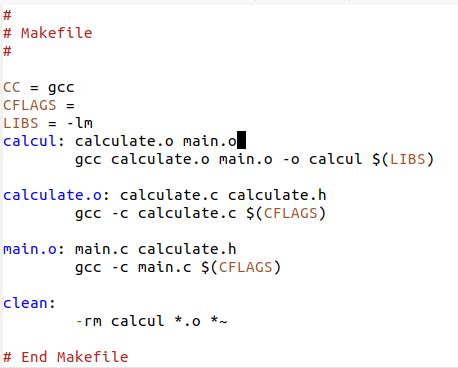 #
# Makefile
#
CC = gcc
CFLAGS =
LIBS = -lm
calcul: calculate.o main.o
        gcc calculate.o main.o -o calcul $(LIBS)
calculate.o: calculate.c calculate.h
        gcc -c calculate.c $(CFLAGS)
main.o: main.c calculate.h
        gcc -c main.c $(CFLAGS)
clean:
        -rm calcul *.o *~
# End Makefile